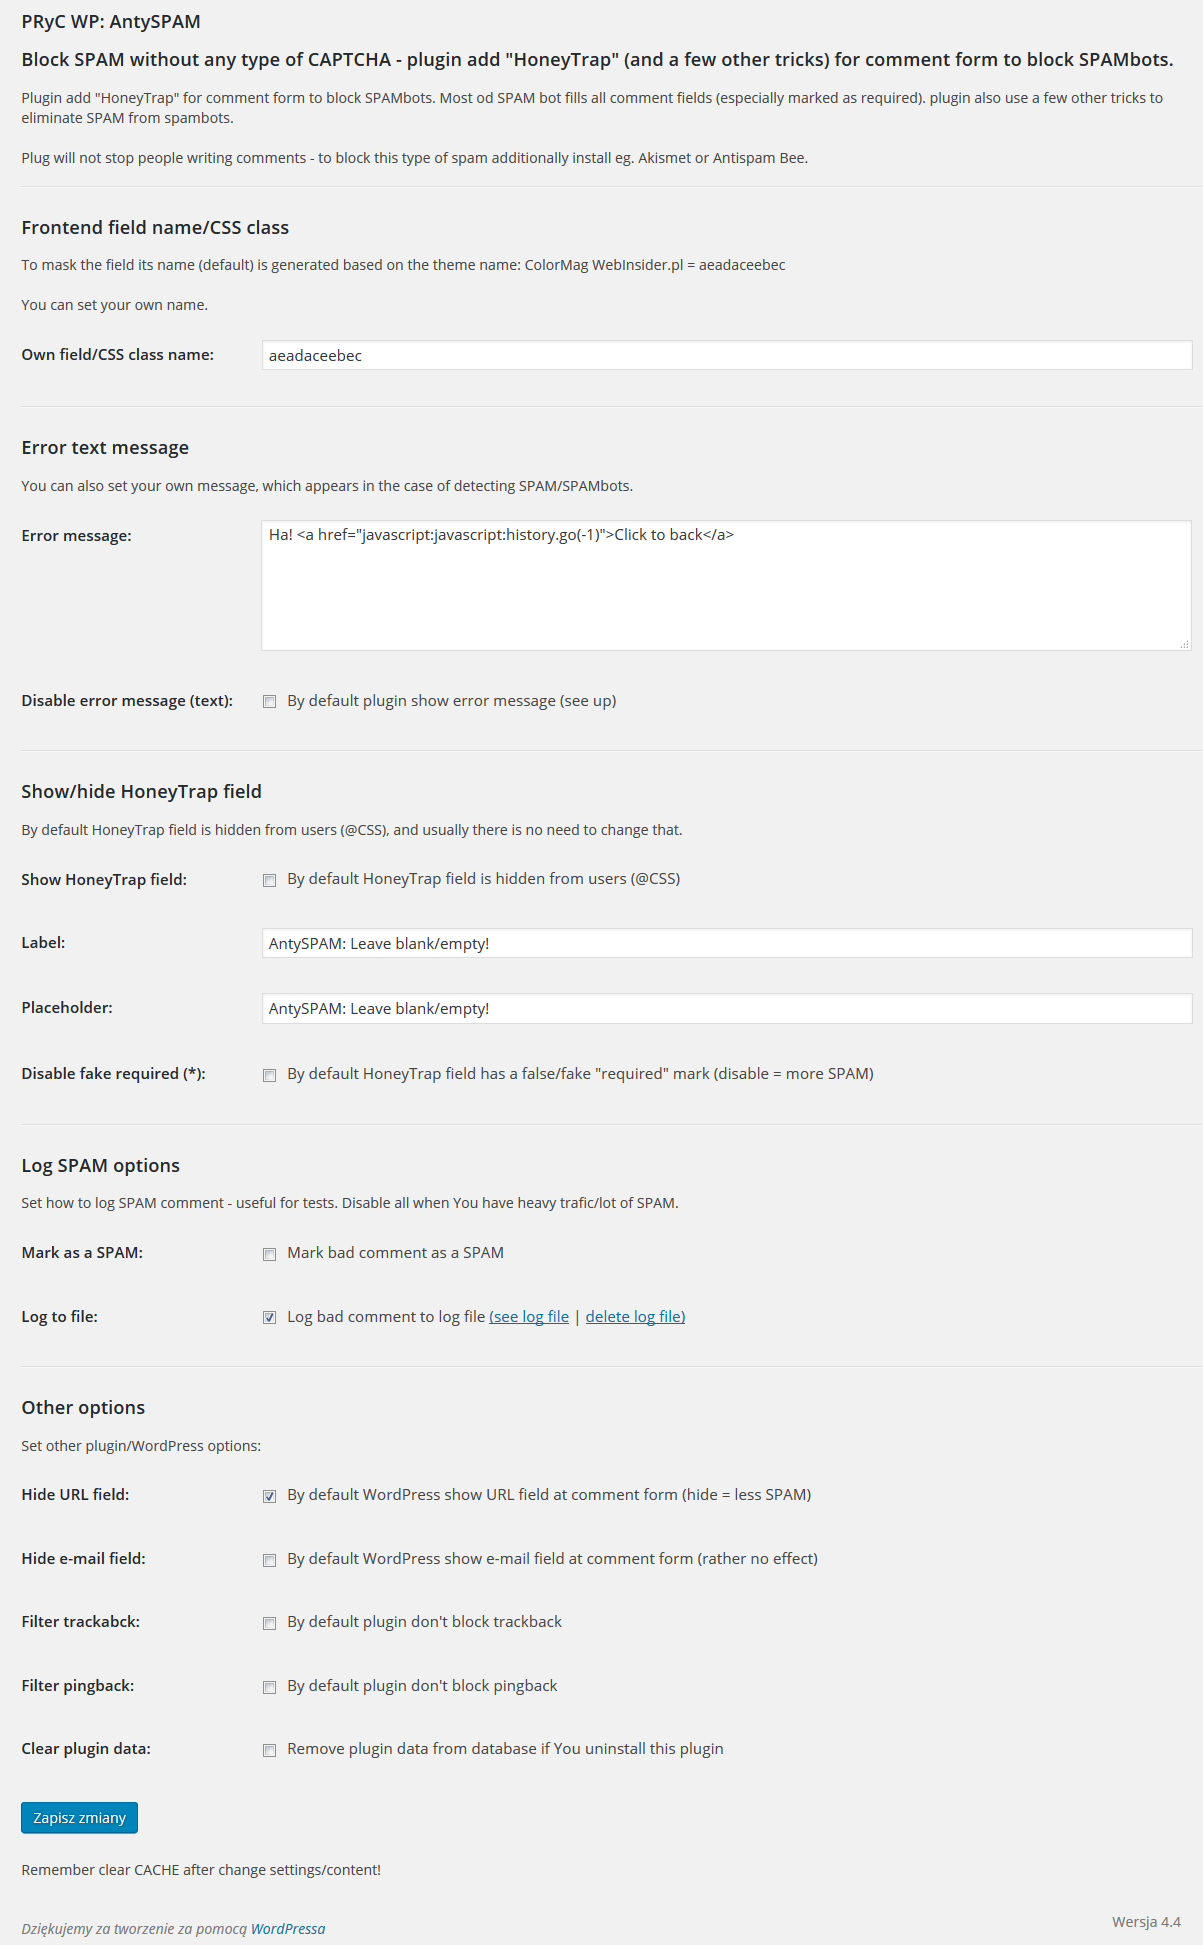 PRyC WP: AntySPAM
Block SPAM without any type of CAPTCHA - plugin add "HoneyTrap" (and a few other tricks) for comment form to block SPAMbots.
Plugin add "HoneyTrap" for comment form to block SPAMbots. Most od SPAM bot fills all comment fields (especially marked as required). plugin also use a few other tricks to
eliminate SPAM from spambots.
Plug will not stop people writing comments - to block this type of spam additionally install eg. Akismet or Antispam Bee.
Frontend field name/CSS class
To mask the field its name (default) is generated based on the theme name: ColorMag WebInsider.pl = aeadaceebec
You can set your own name.
Own field/CSS class name: aeadaceebec
Error text message
You can also set your own message, which appears in the case of detecting SPAM/SPAMbots.
Error message: Ha! <a href="javascript:javascript:history.go(-1)">Click to back</a>
Disable error message (text): By default plugin show error message (see up)
Show/hide HoneyTrap field
By default HoneyTrap field is hidden from users (@CSS), and usually there is no need to change that.
Show HoneyTrap field: By default HoneyTrap field is hidden from users (@CSS)
Label: AntySPAM: Leave blank/empty!
Placeholder: AntySPAM: Leave blank/empty!
Disable fake required (*): By default HoneyTrap field has a false/fake "required" mark (disable = more SPAM)
Log SPAM options
Set how to log SPAM comment - useful for tests. Disable all when You have heavy trafic/lot of SPAM.
Mark as a SPAM: Mark bad comment as a SPAM
Log to file: Log bad comment to log file (see log file | delete log file)
Other options
Set other plugin/WordPress options:
Hide URL field: By default WordPress show URL field at comment form (hide = less SPAM)
Hide e-mail field: By default WordPress show e-mail field at comment form (rather no effect)
Filter trackabck: By default plugin don't block trackback
Filter pingback: By default plugin don't block pingback
Clear plugin data: Remove plugin data from database if You uninstall this plugin
Zapisz zmiany
Remember clear CACHE after change settings/content!
Dziękujemy za tworzenie za pomocą WordPressa
Wersja 4.4